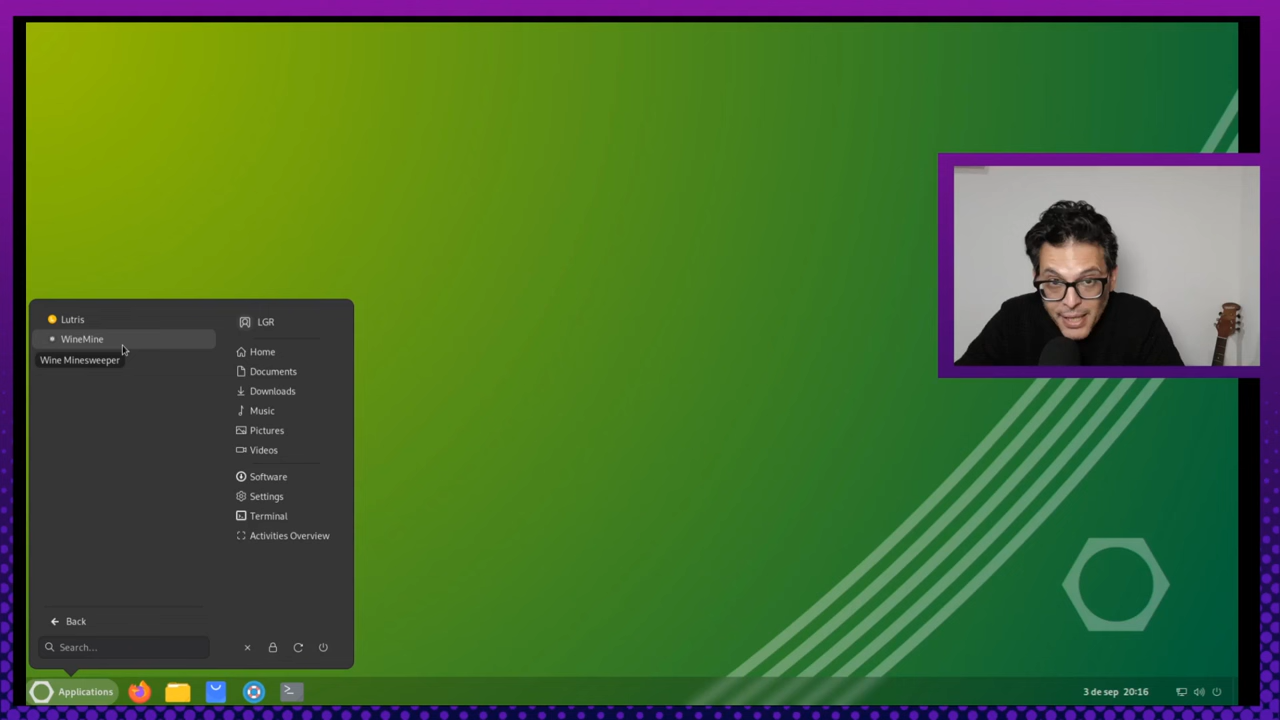 Lutris
WineMine
Wine Minesweeper
LGR
Home
Documents
Downloads
Music
Pictures
Videos
Software
Settings
Terminal
Activities Overview
Back
Search...
Applications
3 de sep 20:16